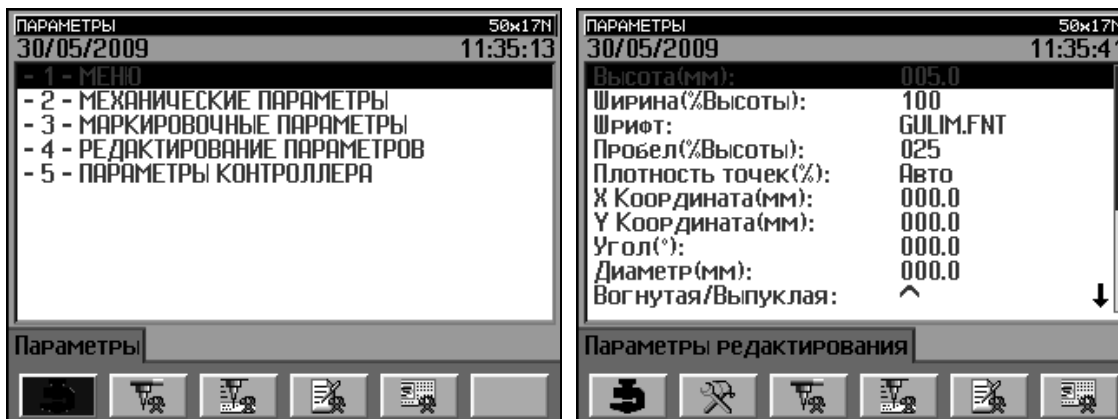 ПАРАМЕТРЫ 50x17N
30/05/2009 11:35:13
- 1 - МЕНЮ
- 2 - МЕХАНИЧЕСКИЕ ПАРАМЕТРЫ
- 3 - МАРКИРОВОЧНЫЕ ПАРАМЕТРЫ
- 4 - РЕДАКТИРОВАНИЕ ПАРАМЕТРОВ
- 5 - ПАРАМЕТРЫ КОНТРОЛЛЕРА
Параметры
ПАРАМЕТРЫ 50x17N
30/05/2009 11:35:41
Высота(мм): 005.0
Ширина(%Высоты): 100
Шрифт: GULIM.FNT
Пробел(%Высоты): 025
Плотность точек(%): Авто
X Координата(мм): 000.0
Y Координата(мм): 000.0
Угол(°): 000.0
Диаметр(мм): 000.0
Вогнутая/Выпуклая: ^
Параметры редактирования